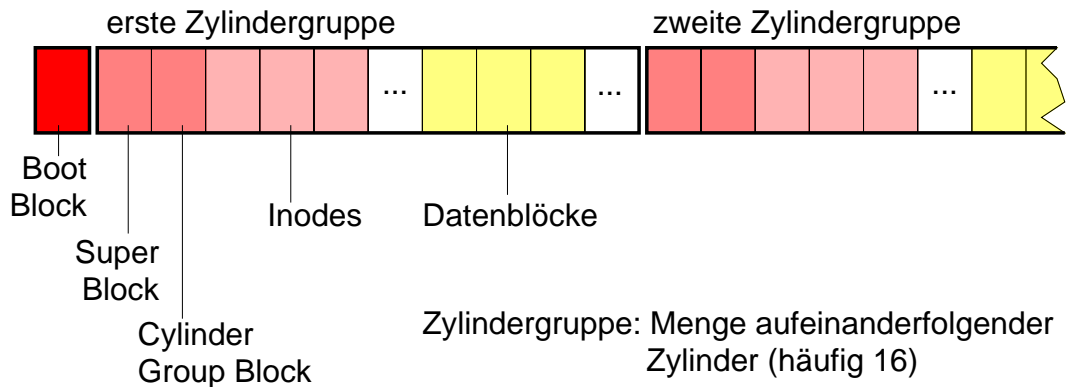 erste Zylindergruppe
zweite Zylindergruppe
...
...
...
Boot
Block
Super
Block
Cylinder
Group Block
Inodes
Datenblöcke
Zylindergruppe: Menge aufeinanderfolgender
Zylinder (häufig 16)